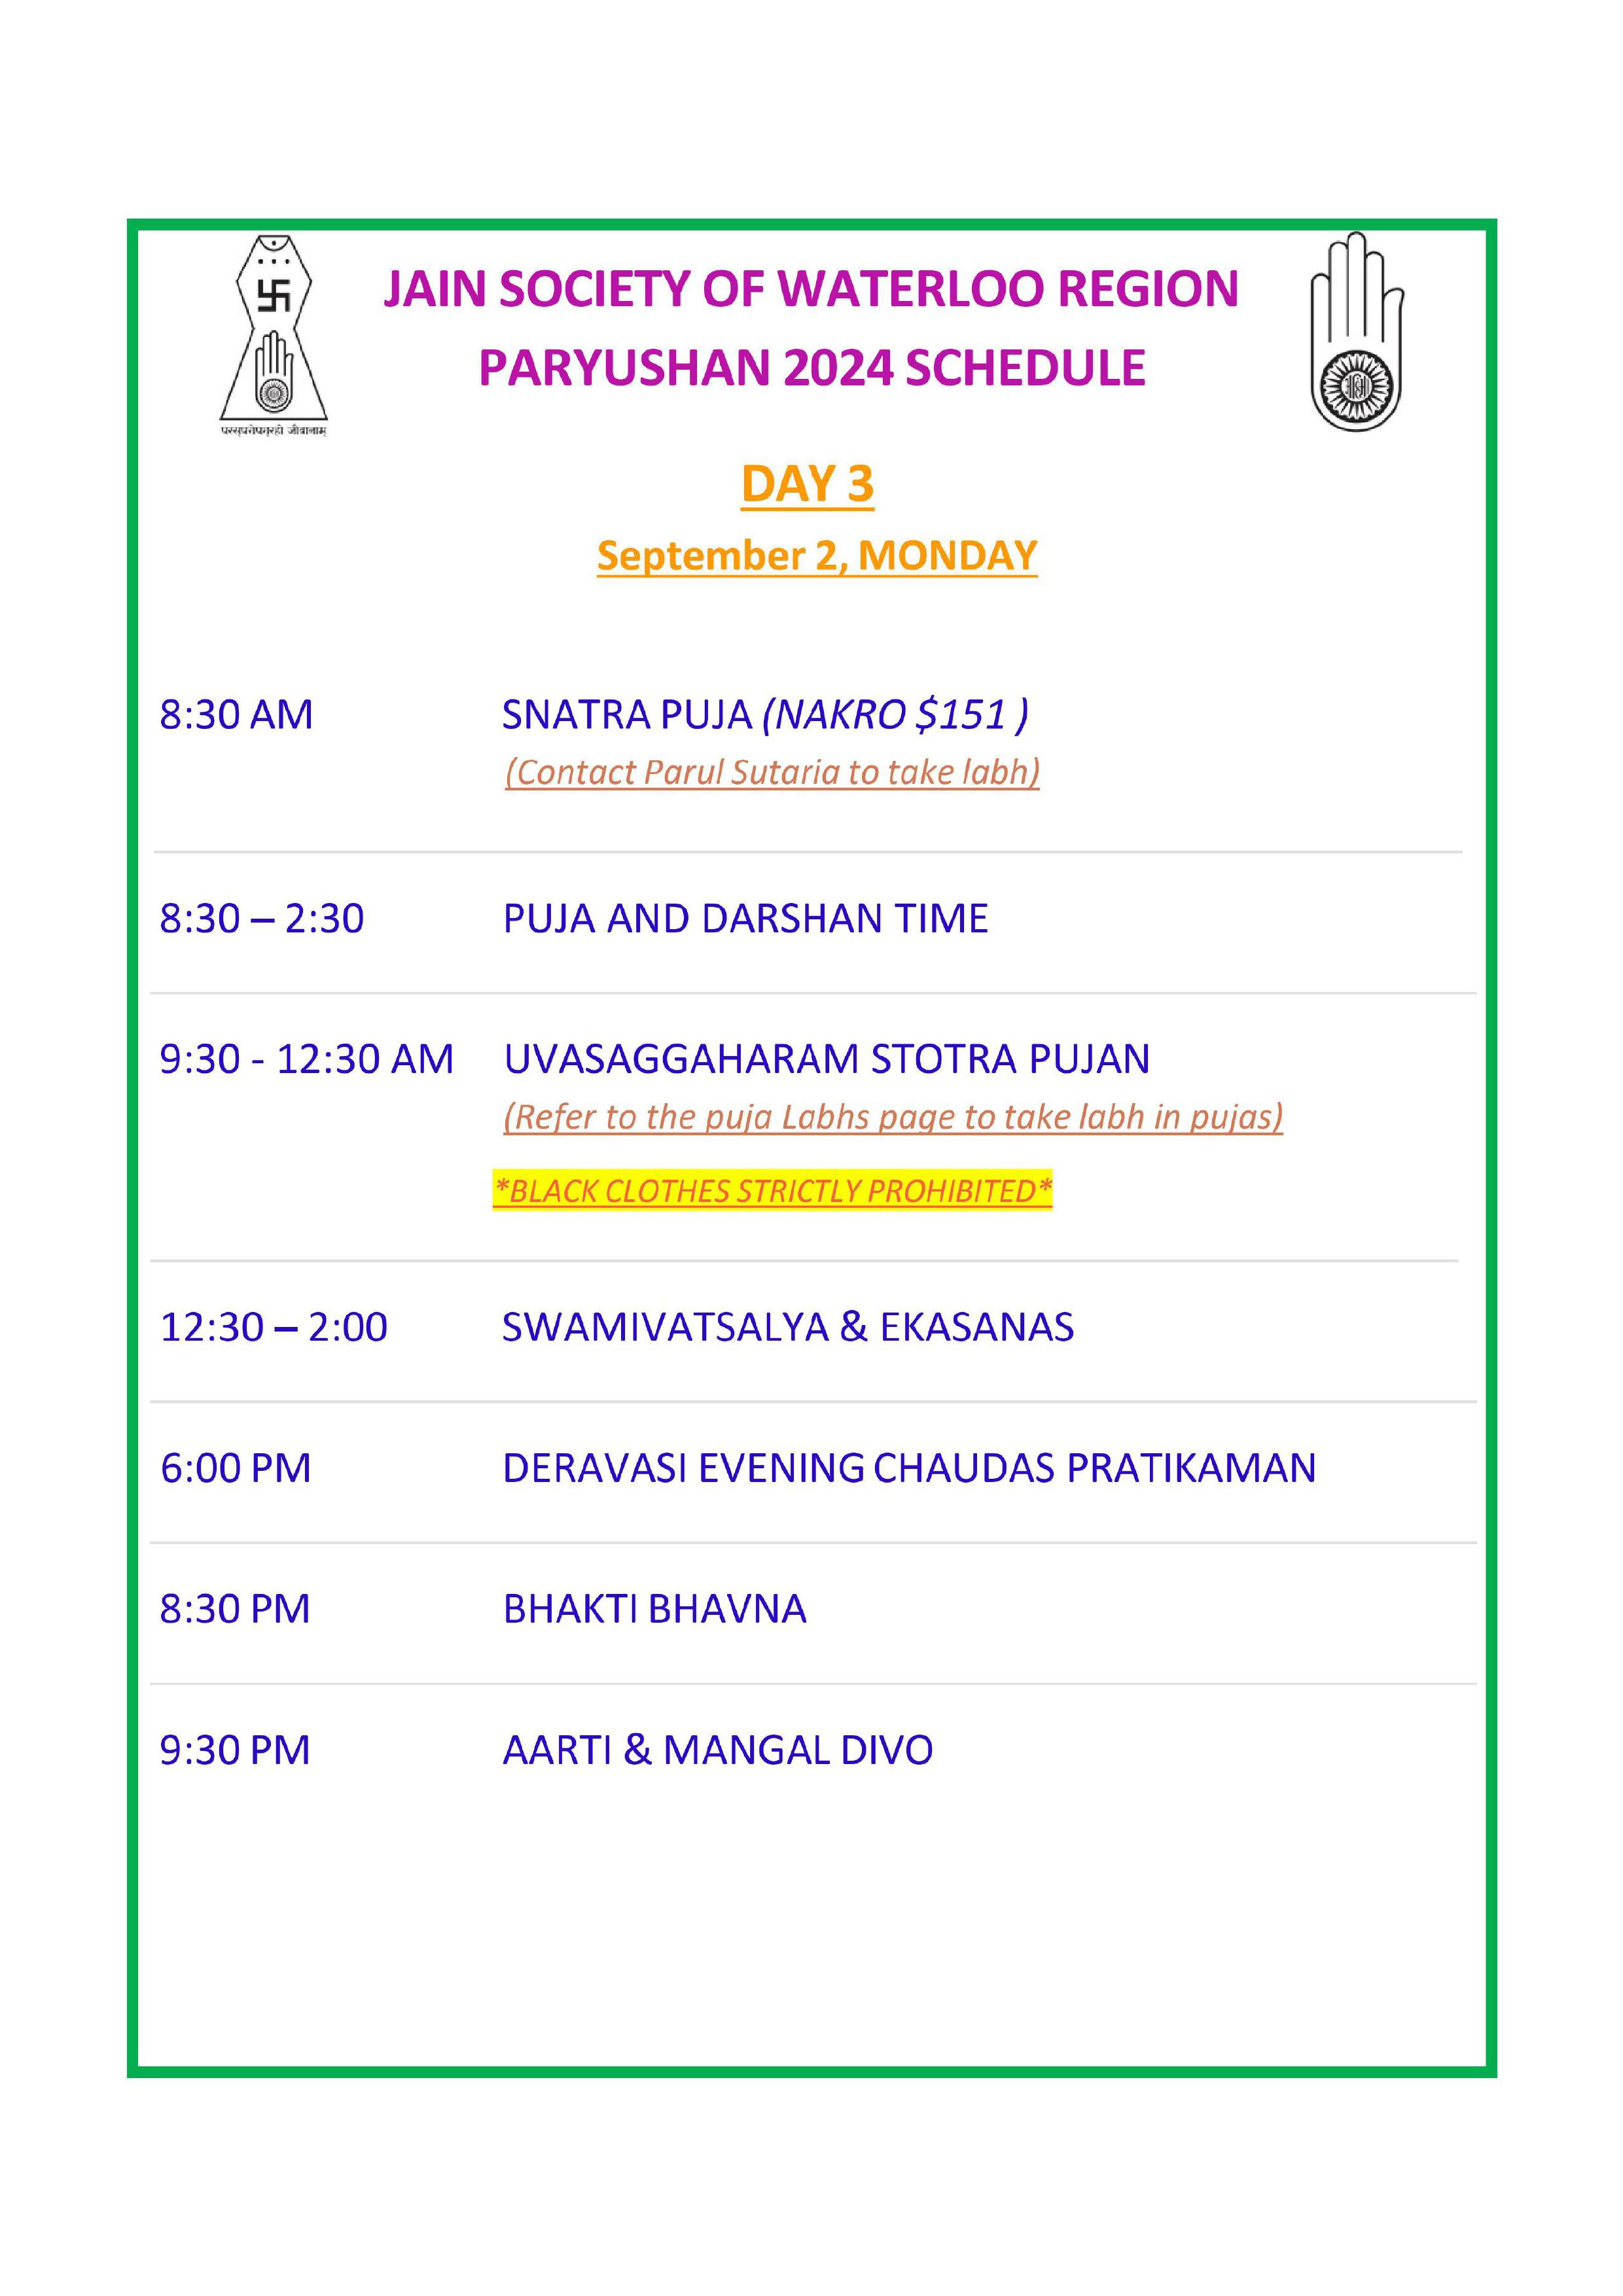 JAIN SOCIETY OF WATERLOO REGION
PARYUSHAN 2024 SCHEDULE
परस्परोपग्रहो जीवानाम्
DAY 3
September 2, MONDAY
8:30 AM SNATRA PUJA (NAKRO $151 )
(Contact Parul Sutaria to take labh)
8:30 – 2:30 PUJA AND DARSHAN TIME
9:30 - 12:30 AM UVASAGGAHARAM STOTRA PUJAN
(Refer to the puja Labhs page to take labh in pujas)
*BLACK CLOTHES STRICTLY PROHIBITED*
12:30 – 2:00 SWAMIVATSALYA & EKASANAS
6:00 PM DERAVASI EVENING CHAUDAS PRATIKAMAN
8:30 PM BHAKTI BHAVNA
9:30 PM AARTI & MANGAL DIVO